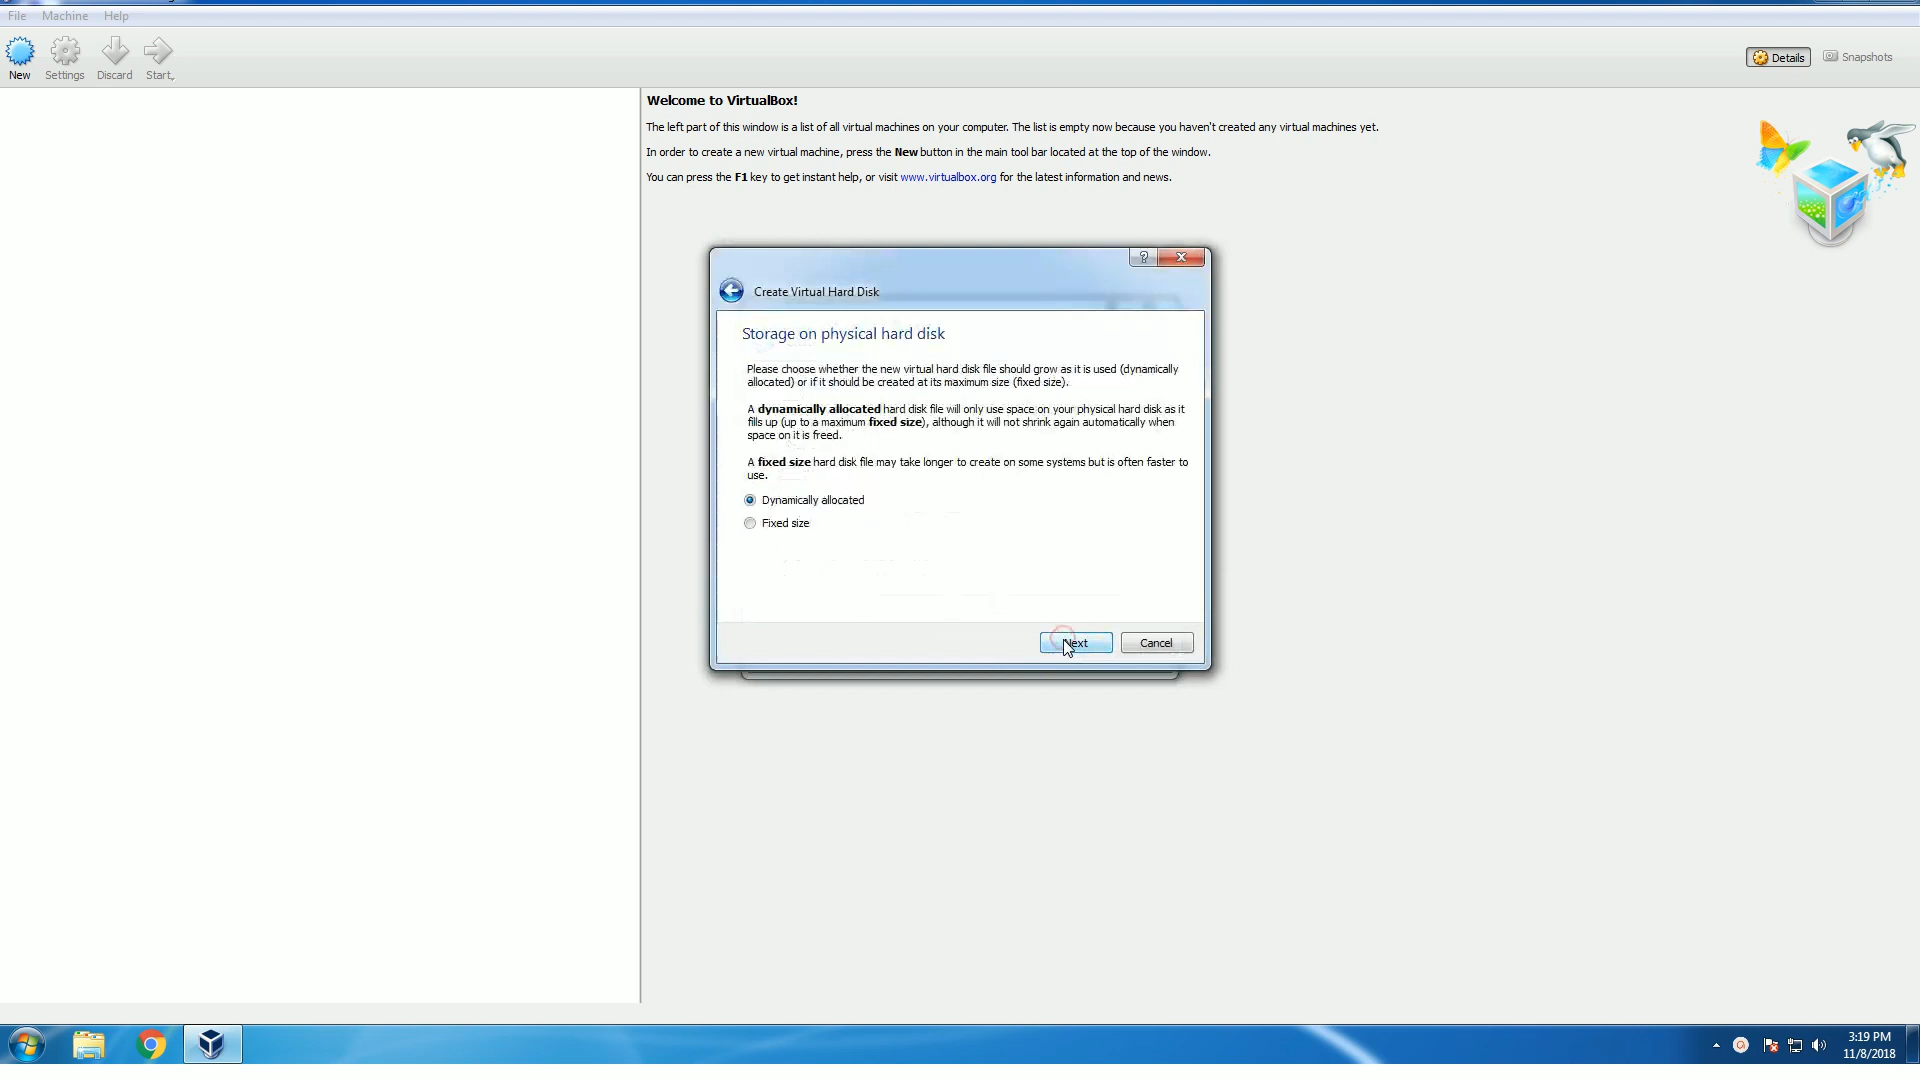 File Machine Help
New Settings Discard Start
Details Snapshots
Welcome to VirtualBox!
The left part of this window is a list of all virtual machines on your computer. The list is empty now because you haven't created any virtual machines yet.
In order to create a new virtual machine, press the New button in the main tool bar located at the top of the window.
You can press the F1 key to get instant help, or visit www.virtualbox.org for the latest information and news.
?
Create Virtual Hard Disk
Storage on physical hard disk
Please choose whether the new virtual hard disk file should grow as it is used (dynamically
allocated) or if it should be created at its maximum size (fixed size).
A dynamically allocated hard disk file will only use space on your physical hard disk as it
fills up (up to a maximum fixed size), although it will not shrink again automatically when
space on it is freed.
A fixed size hard disk file may take longer to create on some systems but is often faster to
use.
Dynamically allocated
Fixed size
Next Cancel
3:19 PM
11/8/2018